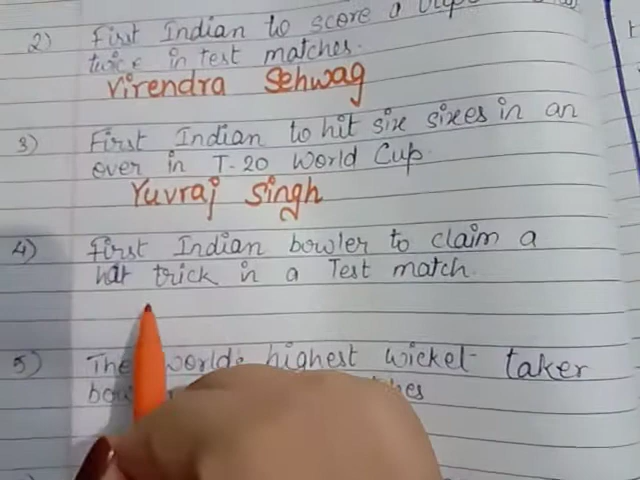 2) First Indian to score a
twice in test matches.
Virendra Sehwag
3) First Indian to hit six sixes in an
over in T-20 World Cup.
Yuvraj Singh
4) First Indian bowler to claim a
hat trick in a Test match.
5) The world's highest wicket taker